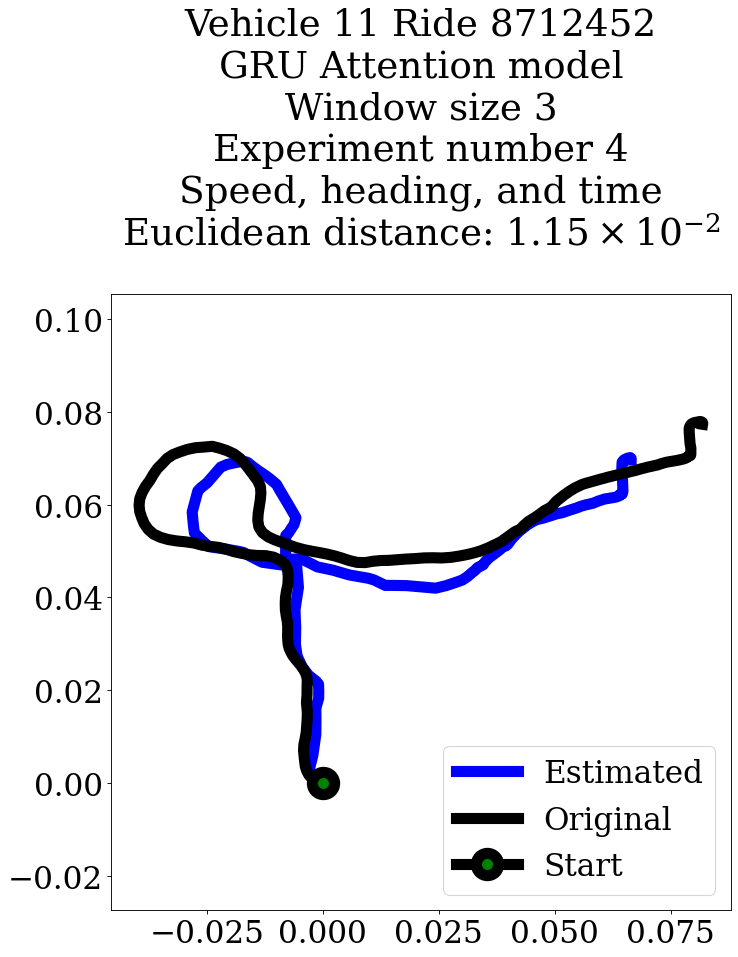 Vehicle 11 Ride 8712452
GRU Attention model
Window size 3
Experiment number 4
Speed, heading, and time
Euclidean distance: 1.15 × 10⁻²
0.10
0.08
0.06
0.04
0.02
0.00
−0.02
Estimated
Original
Start
−0.025 0.000 0.025 0.050 0.075